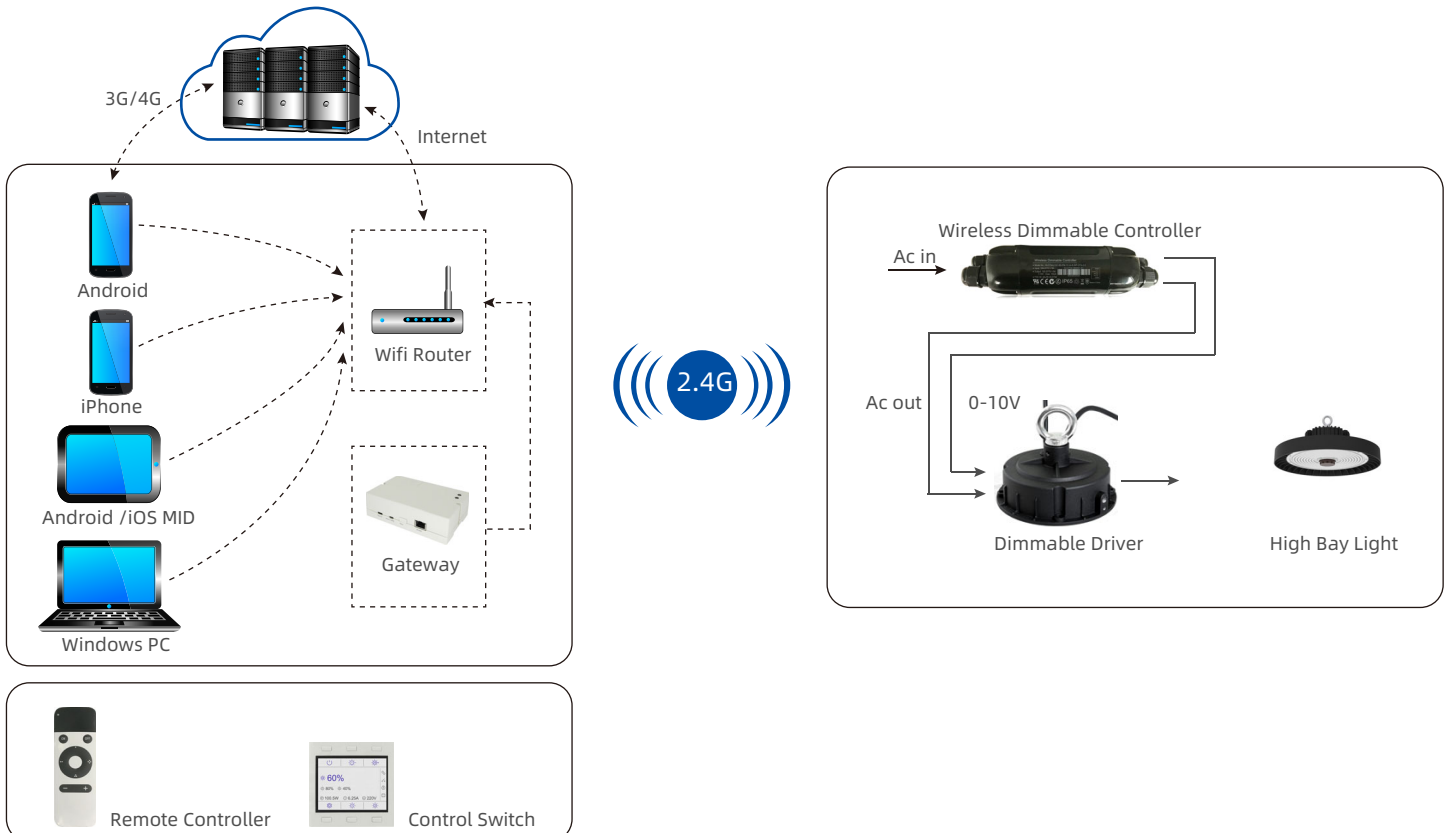 3G/4G
Internet
Android
iPhone
Android /iOS MID
Windows PC
Wifi Router
Gateway
2.4G
Wireless Dimmable Controller
Ac in
IP65
Ac out
0-10V
Dimmable Driver
High Bay Light
Remote Controller
60%
Control Switch